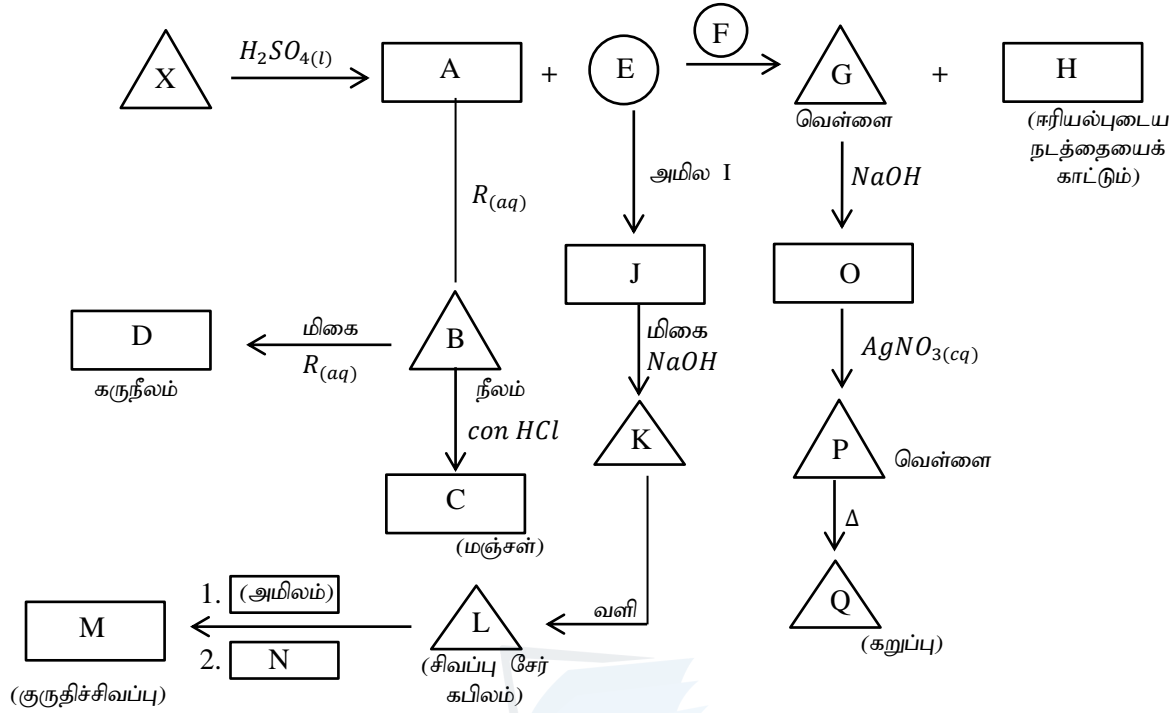 X
H₂SO₄₍ₗ₎
A
+
E
F
G
வெள்ளை
+
H
(ஈரியல்புடைய
நடத்தையைக்
காட்டும்)
R₍aq₎
அமில I
NaOH
J
O
D
கருநீலம்
மிகை
R₍aq₎
B
நீலம்
மிகை
NaOH
AgNO₃₍cq₎
con HCl
K
P
வெள்ளை
C
(மஞ்சள்)
Δ
Q
(கறுப்பு)
M
(குருதிச்சிவப்பு)
1. (அமிலம்)
2. N
L
(சிவப்பு சேர்
கபிலம்)
வளி